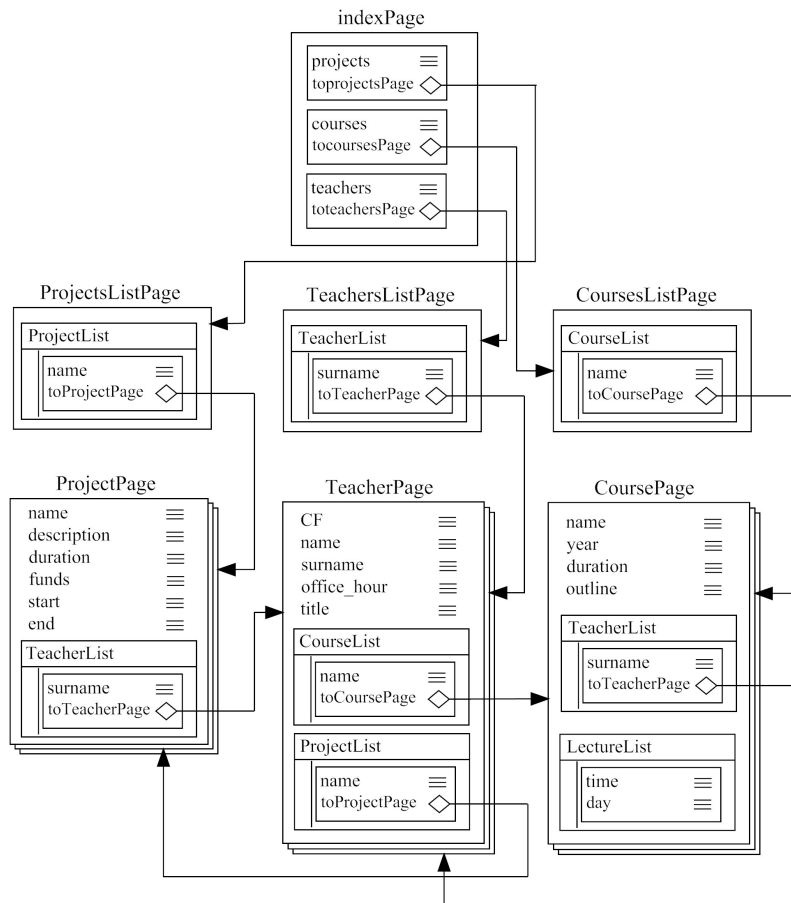 indexPage
projects
toprojectsPage
courses
tocoursesPage
teachers
toteachersPage
ProjectsListPage
ProjectList
name
toProjectPage
TeachersListPage
TeacherList
surname
toTeacherPage
CoursesListPage
CourseList
name
toCoursePage
ProjectPage
name
description
duration
funds
start
end
TeacherList
surname
toTeacherPage
TeacherPage
CF
name
surname
office_hour
title
CourseList
name
toCoursePage
ProjectList
name
toProjectPage
CoursePage
name
year
duration
outline
TeacherList
surname
toTeacherPage
LectureList
time
day